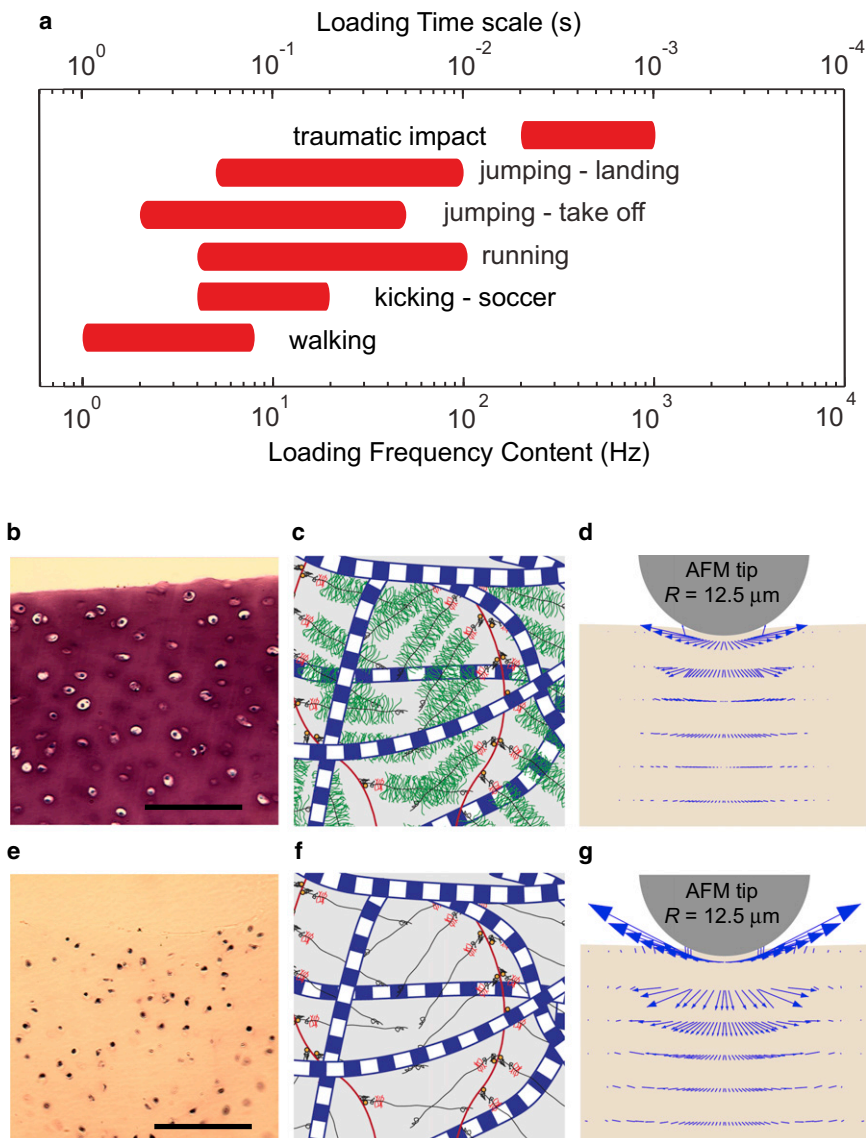 a
Loading Time scale (s)
10^0 10^-1 10^-2 10^-3 10^-4
traumatic impact
jumping - landing
jumping - take off
running
kicking - soccer
walking
10^0 10^1 10^2 10^3 10^4
Loading Frequency Content (Hz)
b c d
AFM tip
R = 12.5 μm
e f g
AFM tip
R = 12.5 μm